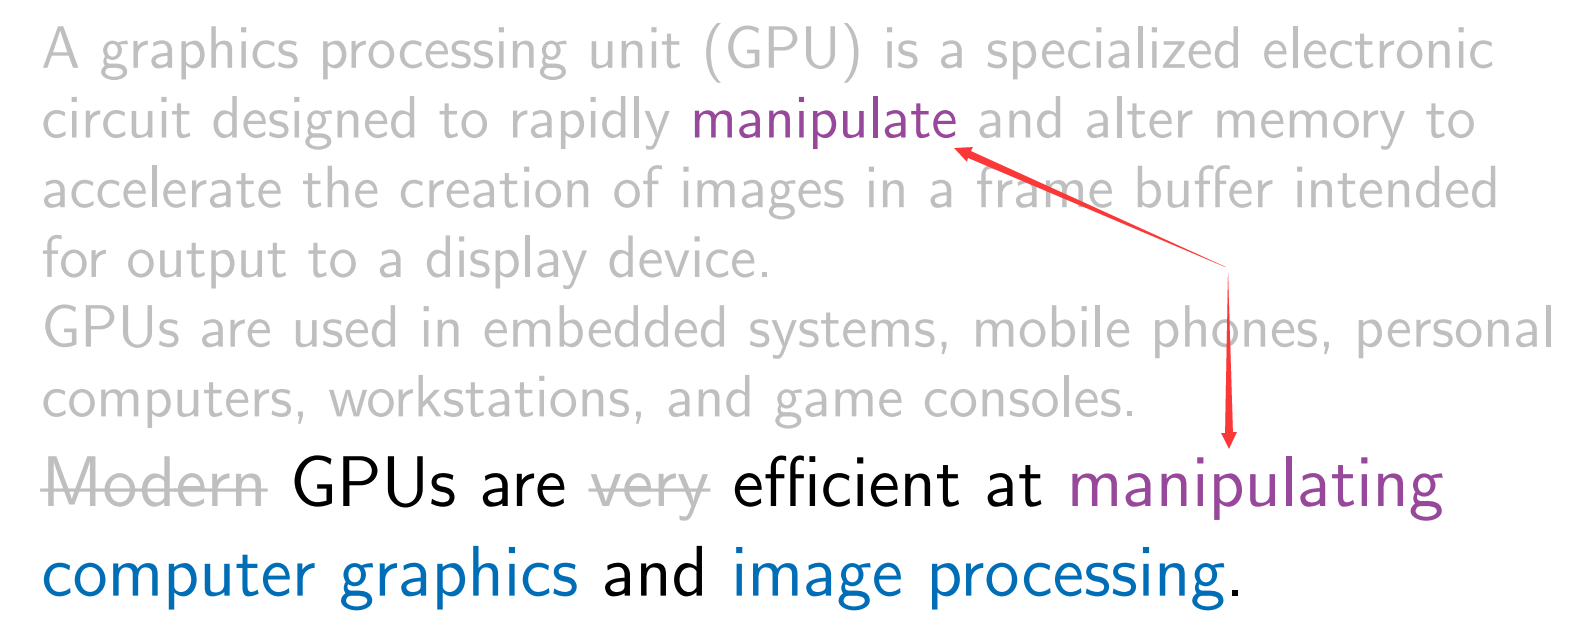 A graphics processing unit (GPU) is a specialized electronic
circuit designed to rapidly manipulate and alter memory to
accelerate the creation of images in a frame buffer intended
for output to a display device.
GPUs are used in embedded systems, mobile phones, personal
computers, workstations, and game consoles.
Modern GPUs are very efficient at manipulating
computer graphics and image processing.